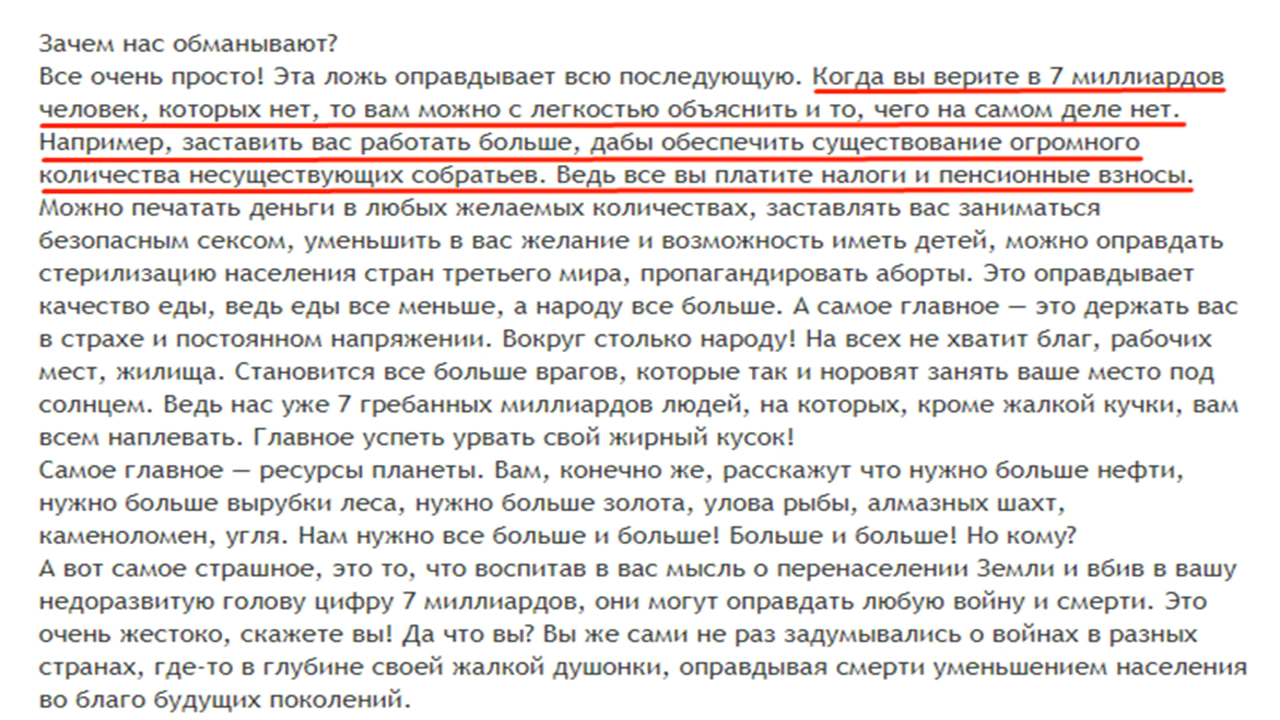 Зачем нас обманывают?
Все очень просто! Эта ложь оправдывает всю последующую. Когда вы верите в 7 миллиардов
человек, которых нет, то вам можно с легкостью объяснить и то, чего на самом деле нет.
Например, заставить вас работать больше, дабы обеспечить существование огромного
количества несуществующих собратьев. Ведь все вы платите налоги и пенсионные взносы.
Можно печатать деньги в любых желаемых количествах, заставлять вас заниматься
безопасным сексом, уменьшить в вас желание и возможность иметь детей, можно оправдать
стерилизацию населения стран третьего мира, пропагандировать аборты. Это оправдывает
качество еды, ведь еды все меньше, а народу все больше. А самое главное — это держать вас
в страхе и постоянном напряжении. Вокруг столько народу! На всех не хватит благ, рабочих
мест, жилища. Становится все больше врагов, которые так и норовят занять ваше место под
солнцем. Ведь нас уже 7 гребанных миллиардов людей, на которых, кроме жалкой кучки, вам
всем наплевать. Главное успеть урвать свой жирный кусок!
Самое главное — ресурсы планеты. Вам, конечно же, расскажут что нужно больше нефти,
нужно больше вырубки леса, нужно больше золота, улова рыбы, алмазных шахт,
каменоломен, угля. Нам нужно все больше и больше! Больше и больше! Но кому?
А вот самое страшное, это то, что воспитав в вас мысль о перенаселении Земли и вбив в вашу
недоразвитую голову цифру 7 миллиардов, они могут оправдать любую войну и смерти. Это
очень жестоко, скажете вы! Да что вы? Вы же сами не раз задумывались о войнах в разных
странах, где-то в глубине своей жалкой душонки, оправдывая смерти уменьшением населения
во благо будущих поколений.